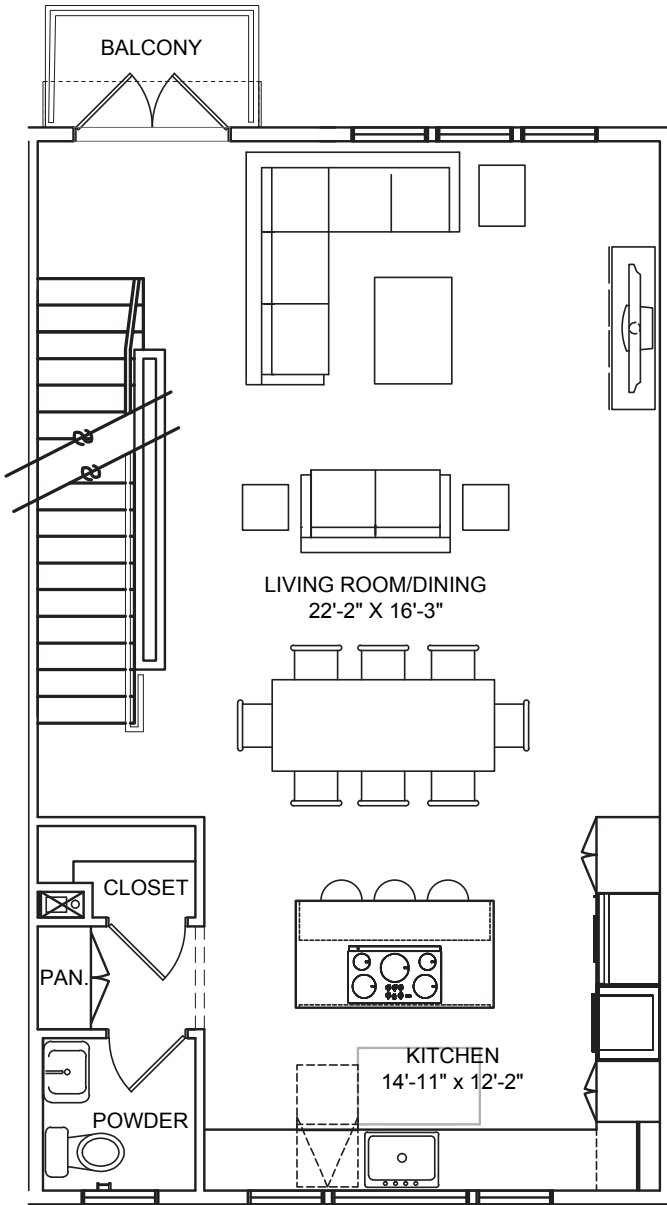 BALCONY
LIVING ROOM/DINING
22'-2" X 16'-3"
CLOSET
PAN.
KITCHEN
14'-11" x 12'-2"
POWDER